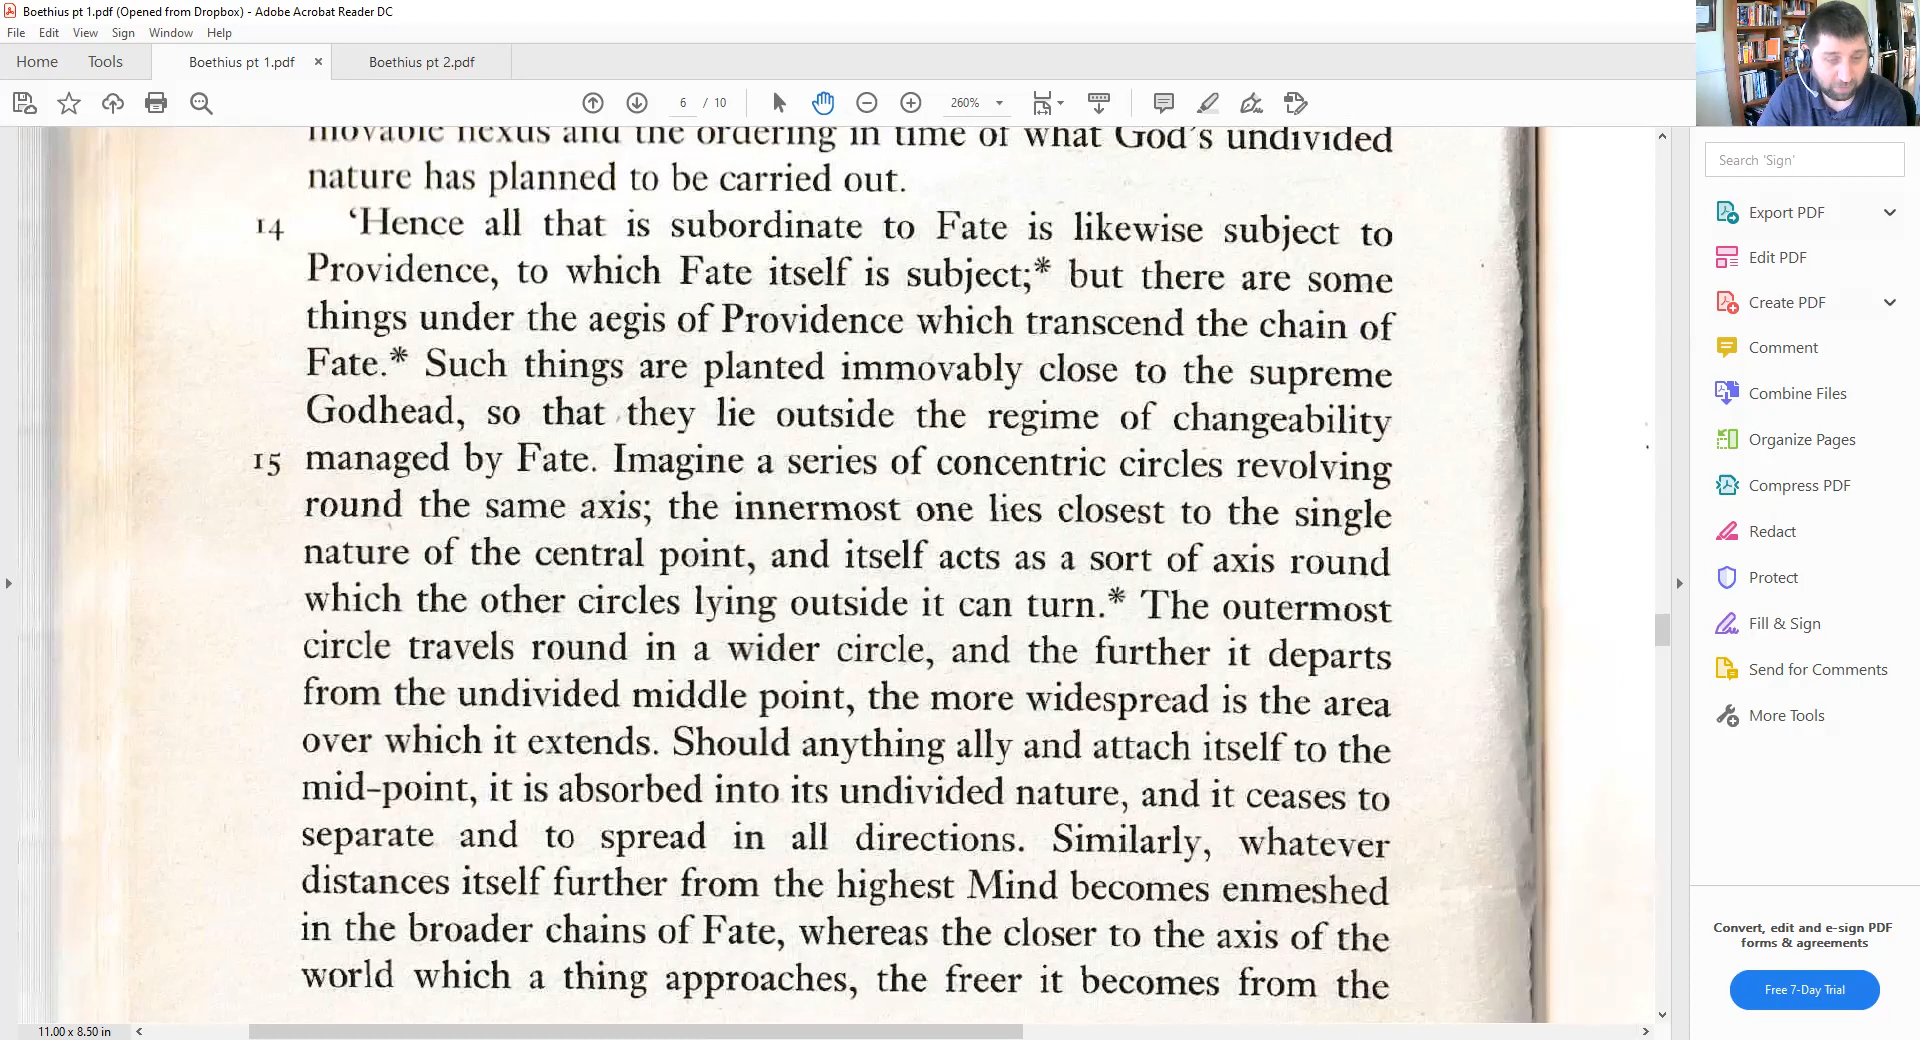 Boethius pt 1.pdf (Opened from Dropbox) - Adobe Acrobat Reader DC
File Edit View Sign Window Help
Home Tools Boethius pt 1.pdf × Boethius pt 2.pdf
6 / 10 260%
movable nexus and the ordering in time of what God's undivided
nature has planned to be carried out.
14 ‘Hence all that is subordinate to Fate is likewise subject to
Providence, to which Fate itself is subject;* but there are some
things under the aegis of Providence which transcend the chain of
Fate.* Such things are planted immovably close to the supreme
Godhead, so that they lie outside the regime of changeability
15 managed by Fate. Imagine a series of concentric circles revolving
round the same axis; the innermost one lies closest to the single
nature of the central point, and itself acts as a sort of axis round
which the other circles lying outside it can turn.* The outermost
circle travels round in a wider circle, and the further it departs
from the undivided middle point, the more widespread is the area
over which it extends. Should anything ally and attach itself to the
mid-point, it is absorbed into its undivided nature, and it ceases to
separate and to spread in all directions. Similarly, whatever
distances itself further from the highest Mind becomes enmeshed
in the broader chains of Fate, whereas the closer to the axis of the
world which a thing approaches, the freer it becomes from the
11.00 x 8.50 in
Search 'Sign'
Export PDF
Edit PDF
Create PDF
Comment
Combine Files
Organize Pages
Compress PDF
Redact
Protect
Fill & Sign
Send for Comments
More Tools
Convert, edit and e-sign PDF
forms & agreements
Free 7-Day Trial